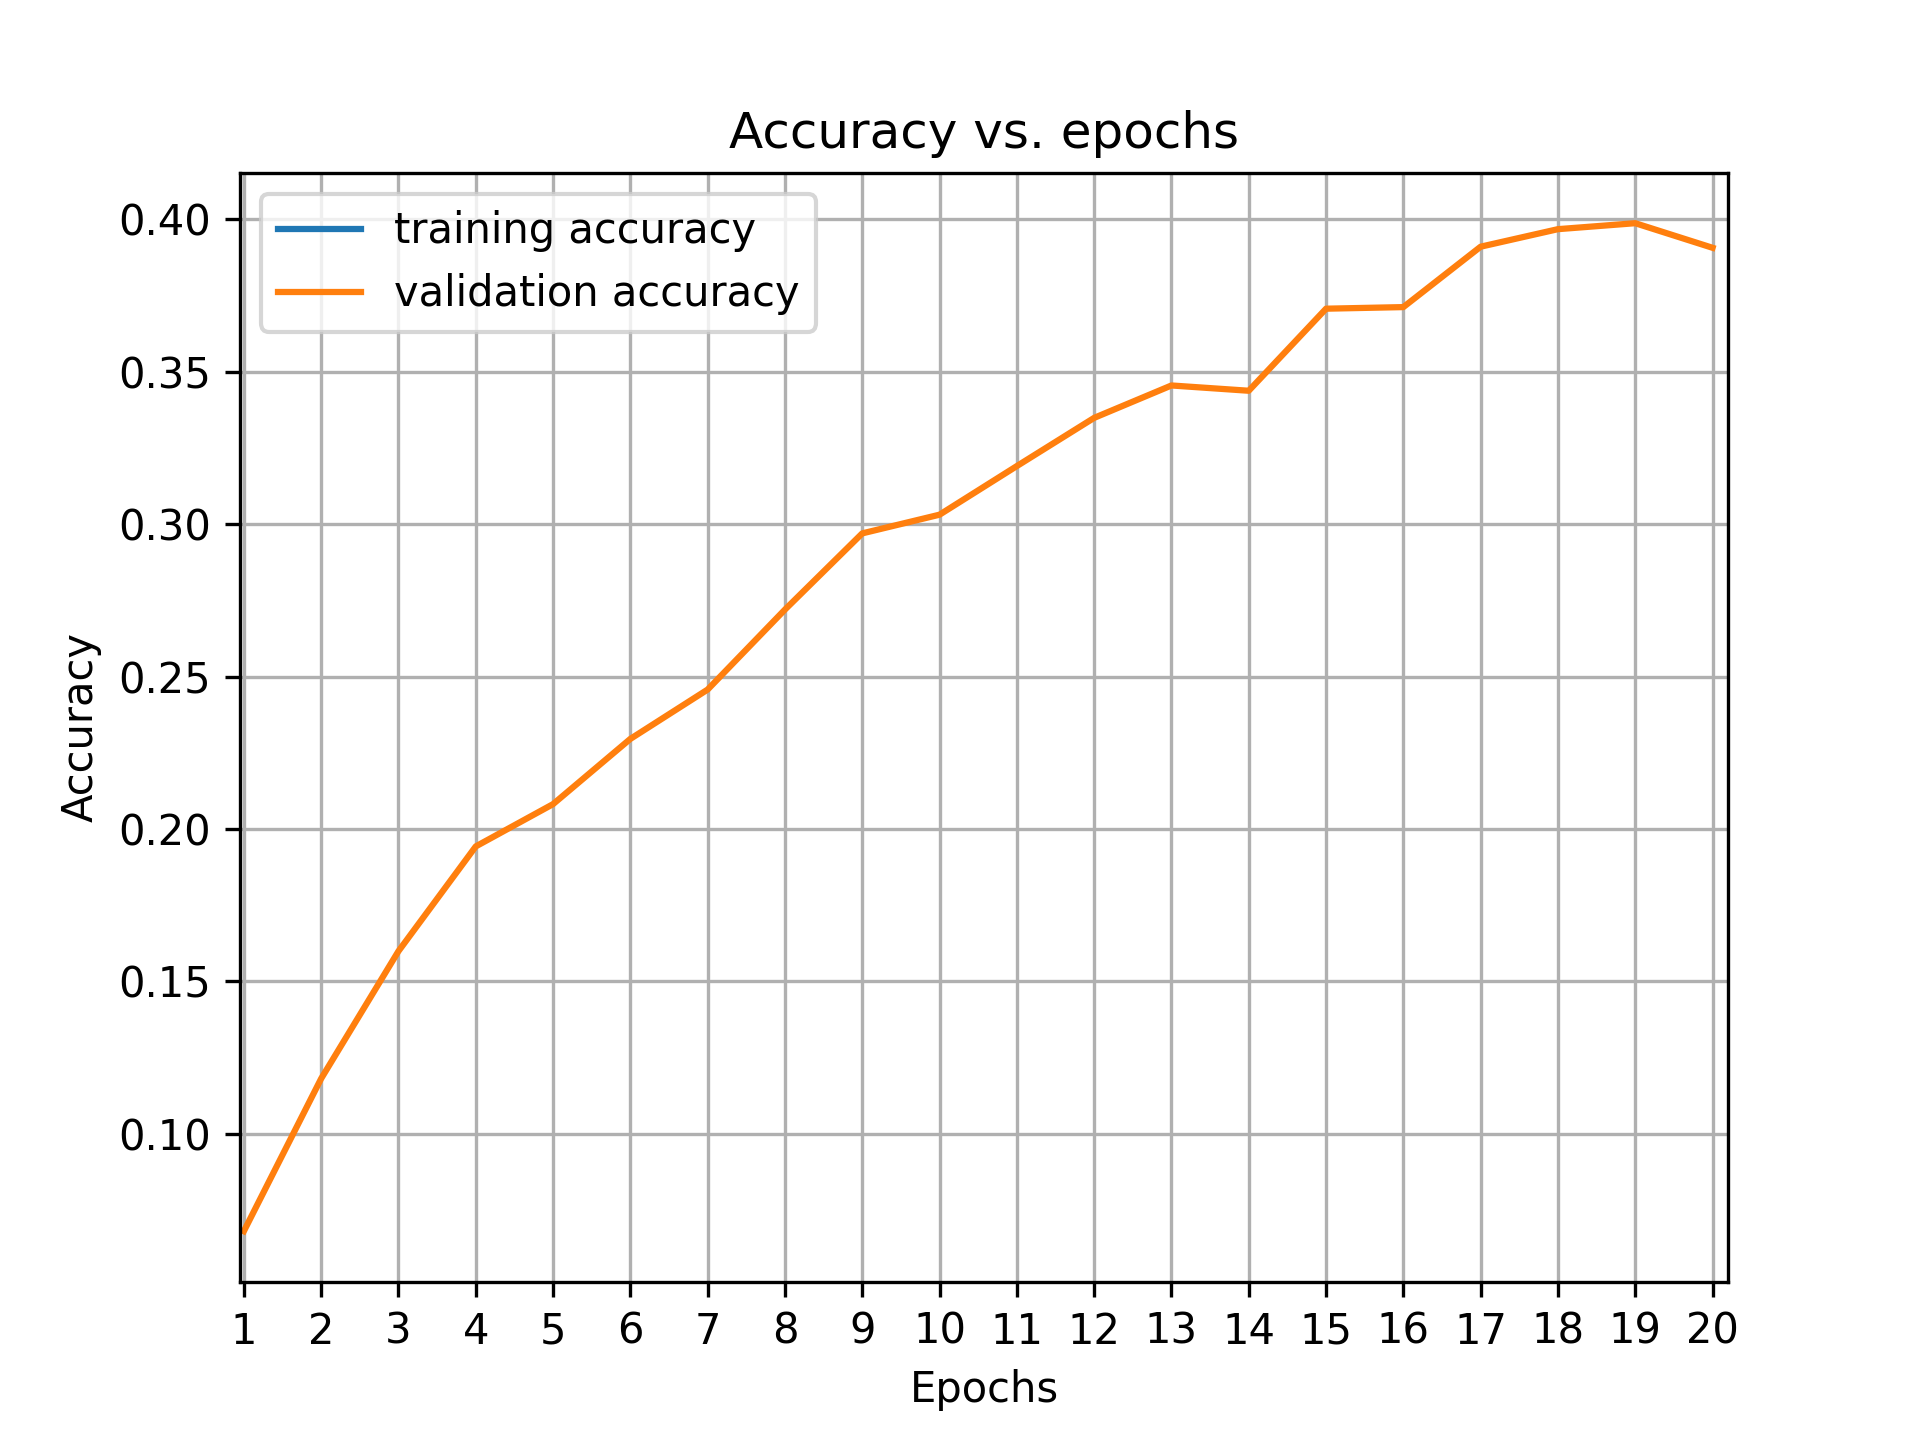 Accuracy vs. epochs
training accuracy
validation accuracy
0.40
0.35
0.30
0.25
0.20
0.15
0.10
Accuracy
1 2 3 4 5 6 7 8 9 10 11 12 13 14 15 16 17 18 19 20
Epochs